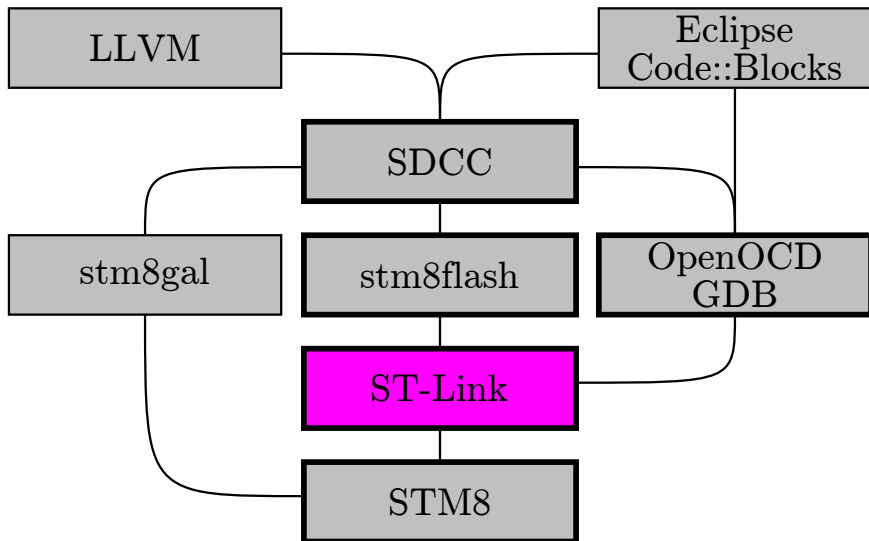 LLVM
Eclipse
Code::Blocks
SDCC
stm8gal
stm8flash
OpenOCD
GDB
ST-Link
STM8